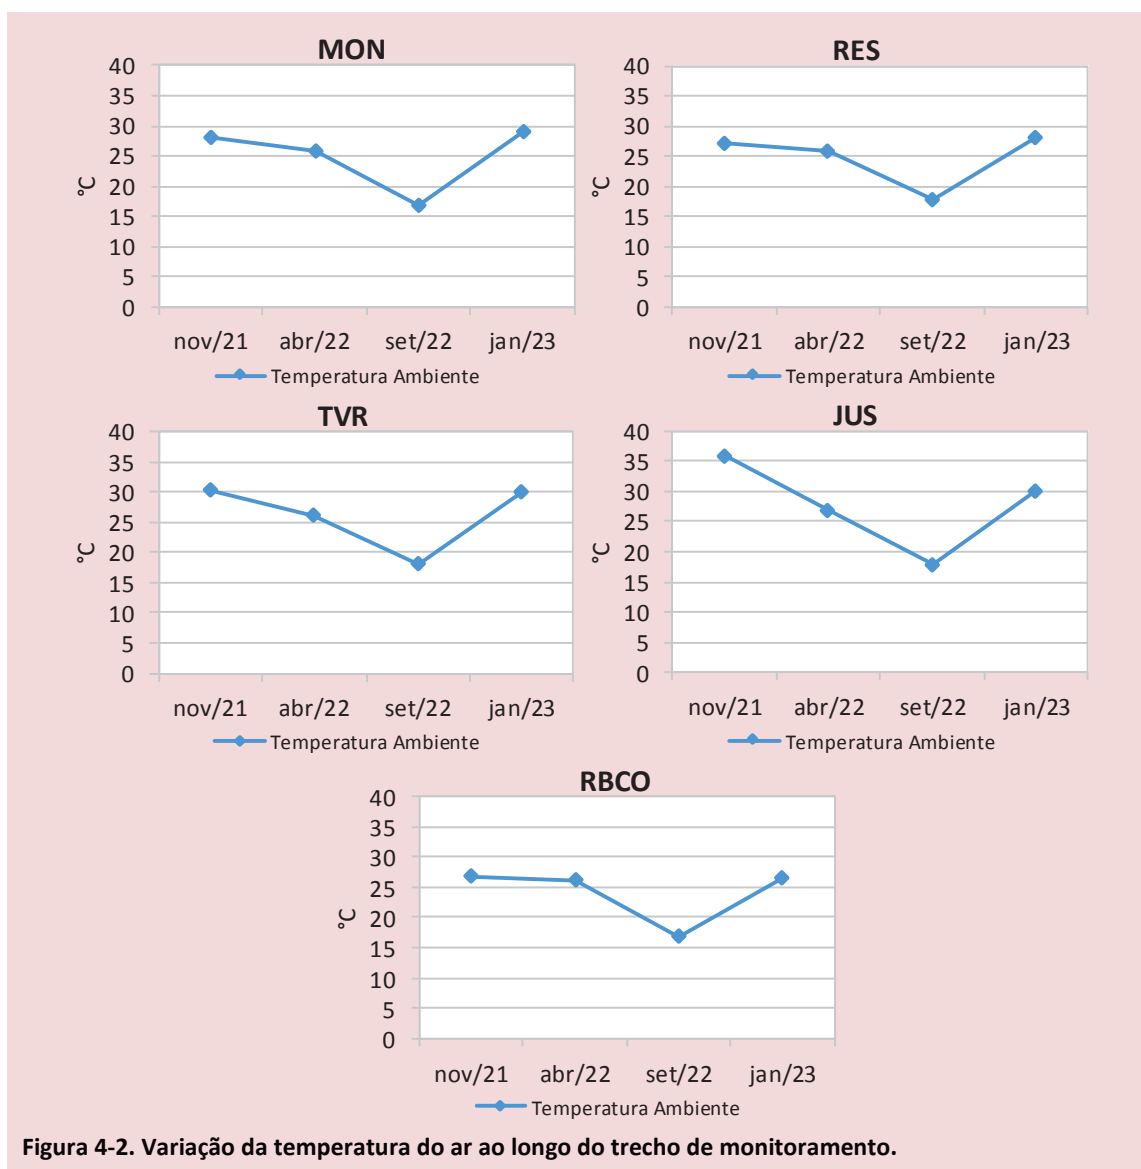 MON
40
35
30
25
20
15
10
5
0
°C
nov/21 abr/22 set/22 jan/23
Temperatura Ambiente
RES
40
35
30
25
20
15
10
5
0
°C
nov/21 abr/22 set/22 jan/23
Temperatura Ambiente
TVR
40
35
30
25
20
15
10
5
0
°C
nov/21 abr/22 set/22 jan/23
Temperatura Ambiente
JUS
40
35
30
25
20
15
10
5
0
°C
nov/21 abr/22 set/22 jan/23
Temperatura Ambiente
RBCO
40
35
30
25
20
15
10
5
0
°C
nov/21 abr/22 set/22 jan/23
Temperatura Ambiente
Figura 4-2. Variação da temperatura do ar ao longo do trecho de monitoramento.